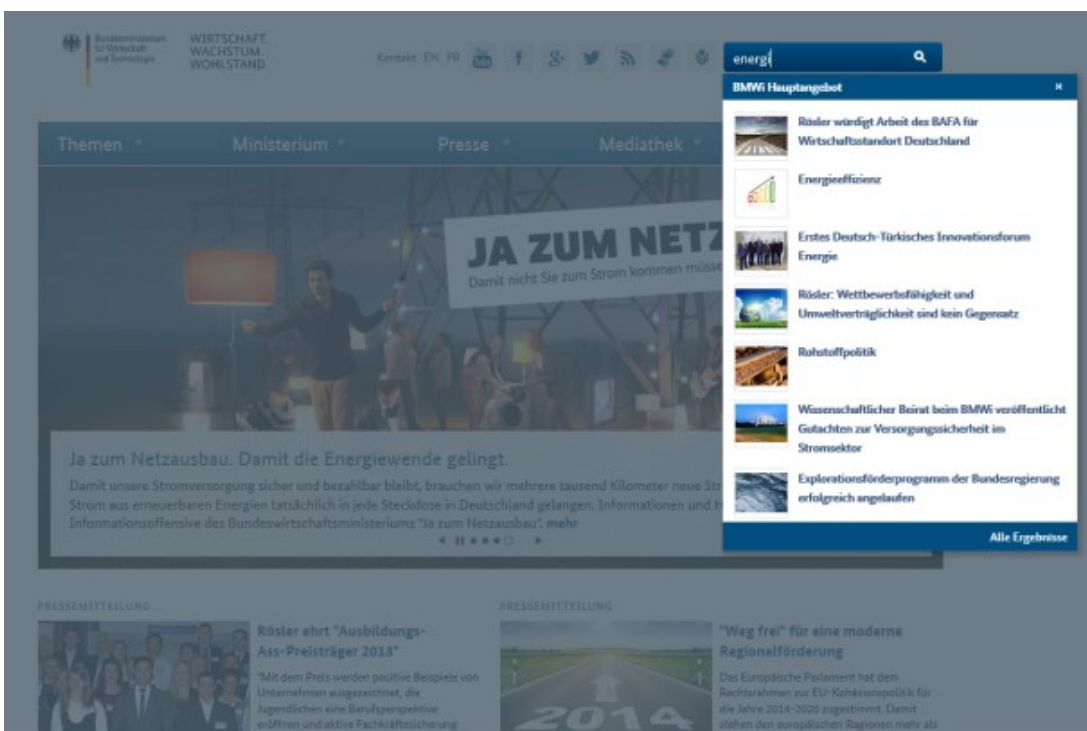 Bundesministerium
für Wirtschaft
und Technologie
WIRTSCHAFT.
WACHSTUM.
WOHLSTAND.
Kontakt EN FR
You
Tube
f
g+
energi
BMWi Hauptangebot
Rösler würdigt Arbeit des BAFA für
Wirtschaftsstandort Deutschland
Energieeffizienz
Erstes Deutsch-Türkisches Innovationsforum
Energie
Rösler: Wettbewerbsfähigkeit und
Umweltverträglichkeit sind kein Gegensatz
Rohstoffpolitik
Wissenschaftlicher Beirat beim BMWi veröffentlicht
Gutachten zur Versorgungssicherheit im
Stromsektor
Explorationsförderprogramm der Bundesregierung
erfolgreich angelaufen
Alle Ergebnisse
Themen
Ministerium
Presse
Mediathek
JA ZUM NETZ
Damit nicht Sie zum Strom kommen müsse
Ja zum Netzausbau. Damit die Energiewende gelingt.
Damit unsere Stromversorgung sicher und bezahlbar bleibt, brauchen wir mehrere tausend Kilometer neue St
Strom aus erneuerbaren Energien tatsächlich in jede Steckdose in Deutschland gelangen. Informationen und H
Informationsoffensive des Bundeswirtschaftsministeriums "Ja zum Netzausbau". mehr
PRESSEMITTEILUNG
Rösler ehrt "Ausbildungs-
Ass-Preisträger 2013"
"Mit dem Preis werden positive Beispiele von
Unternehmen ausgezeichnet, die
Jugendlichen eine Berufsperspektive
eröffnen und aktive Fachkräftesicherung
PRESSEMITTEILUNG
2014
"Weg frei" für eine moderne
Regionalförderung
Das Europäische Parlament hat dem
Rechtsrahmen zur EU-Kohäsionspolitik für
die Jahre 2014-2020 zugestimmt. Damit
stehen den europäischen Regionen mehr als